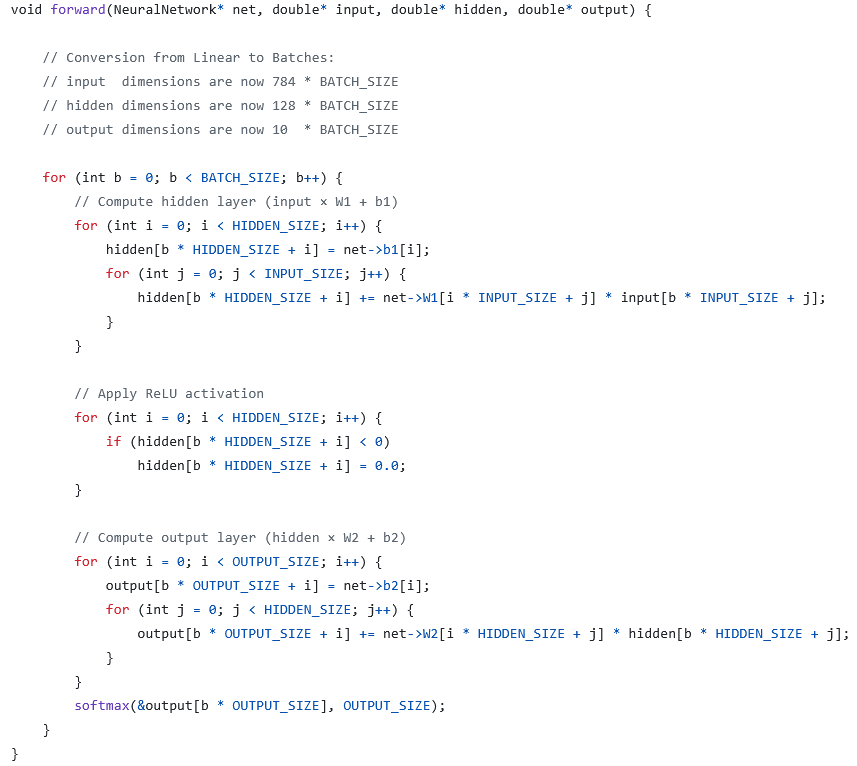 void forward(NeuralNetwork* net, double* input, double* hidden, double* output) {

    // Conversion from Linear to Batches:
    // input  dimensions are now 784 * BATCH_SIZE
    // hidden dimensions are now 128 * BATCH_SIZE
    // output dimensions are now 10  * BATCH_SIZE

    for (int b = 0; b < BATCH_SIZE; b++) {
        // Compute hidden layer (input × W1 + b1)
        for (int i = 0; i < HIDDEN_SIZE; i++) {
            hidden[b * HIDDEN_SIZE + i] = net->b1[i];
            for (int j = 0; j < INPUT_SIZE; j++) {
                hidden[b * HIDDEN_SIZE + i] += net->W1[i * INPUT_SIZE + j] * input[b * INPUT_SIZE + j];
            }
        }

        // Apply ReLU activation
        for (int i = 0; i < HIDDEN_SIZE; i++) {
            if (hidden[b * HIDDEN_SIZE + i] < 0)
                hidden[b * HIDDEN_SIZE + i] = 0.0;
        }

        // Compute output layer (hidden × W2 + b2)
        for (int i = 0; i < OUTPUT_SIZE; i++) {
            output[b * OUTPUT_SIZE + i] = net->b2[i];
            for (int j = 0; j < HIDDEN_SIZE; j++) {
                output[b * OUTPUT_SIZE + i] += net->W2[i * HIDDEN_SIZE + j] * hidden[b * HIDDEN_SIZE + j];
            }
        }
        softmax(&output[b * OUTPUT_SIZE], OUTPUT_SIZE);
    }
}